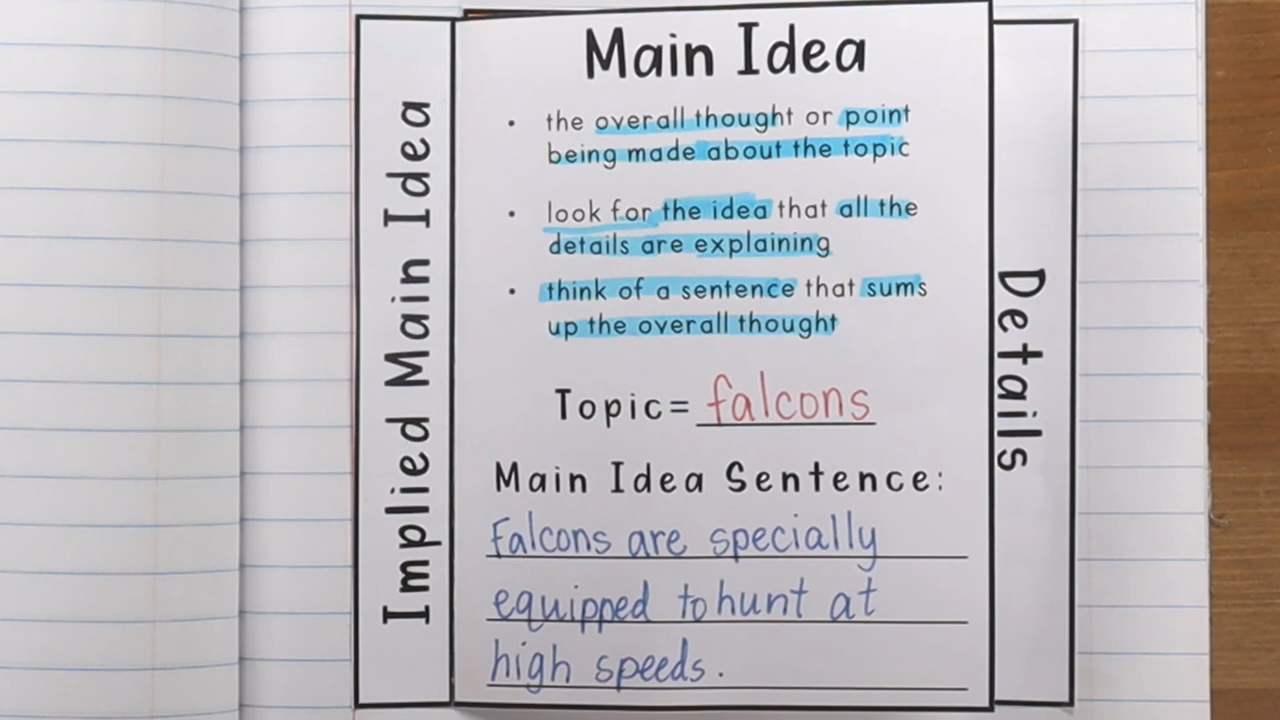 Implied Main Idea
Main Idea
• the overall thought or point
being made about the topic
• look for the idea that all the
details are explaining
• think of a sentence that sums
up the overall thought
Topic= falcons
Main Idea Sentence:
Falcons are specially
equipped to hunt at
high speeds.
Details